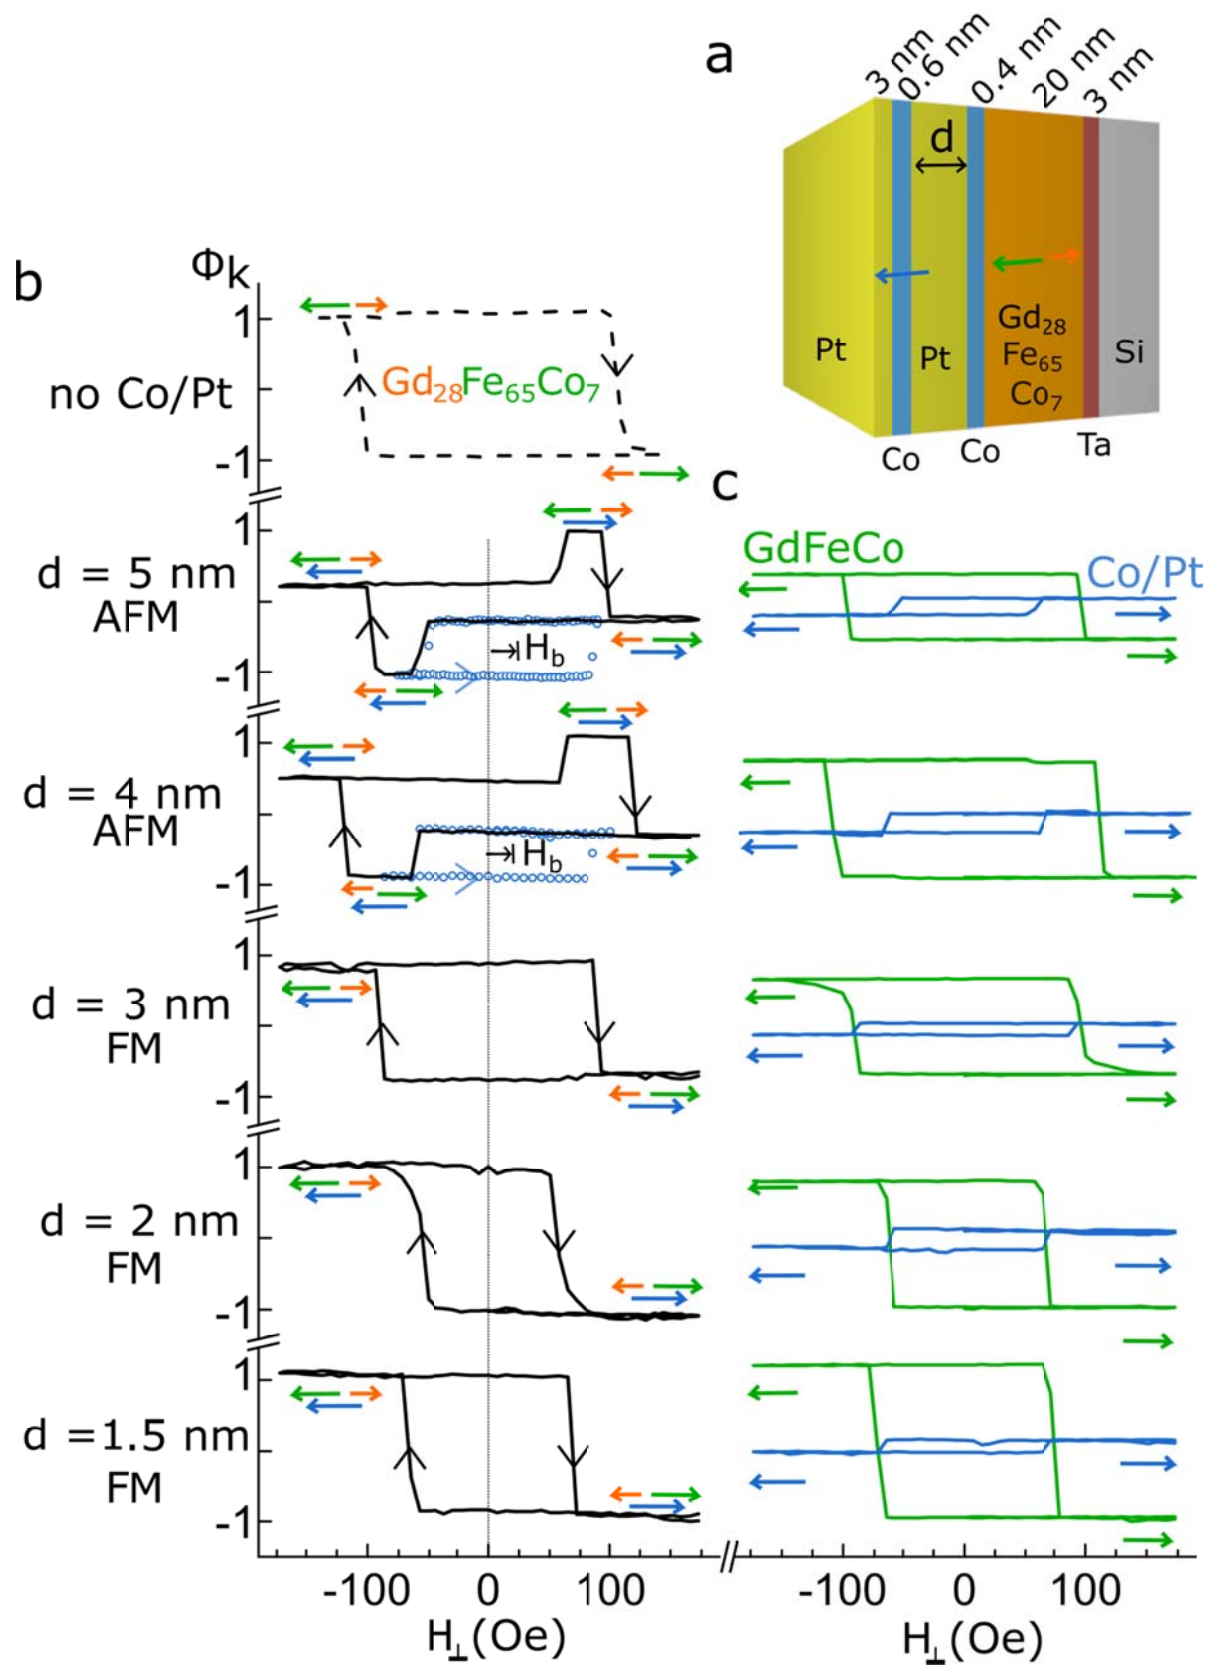 a
3 nm
0.6 nm
0.4 nm
20 nm
3 nm
d
Pt
Pt
Gd28
Fe65
Co7
Si
Co
Co
Ta
b
Φk
1
no Co/Pt
Gd28Fe65Co7
-1
c
1
d = 5 nm
AFM
Hb
-1
GdFeCo
Co/Pt
1
d = 4 nm
AFM
Hb
-1
1
d = 3 nm
FM
-1
1
d = 2 nm
FM
-1
1
d =1.5 nm
FM
-1
-100 0 100
H⊥(Oe)
-100 0 100
H⊥(Oe)